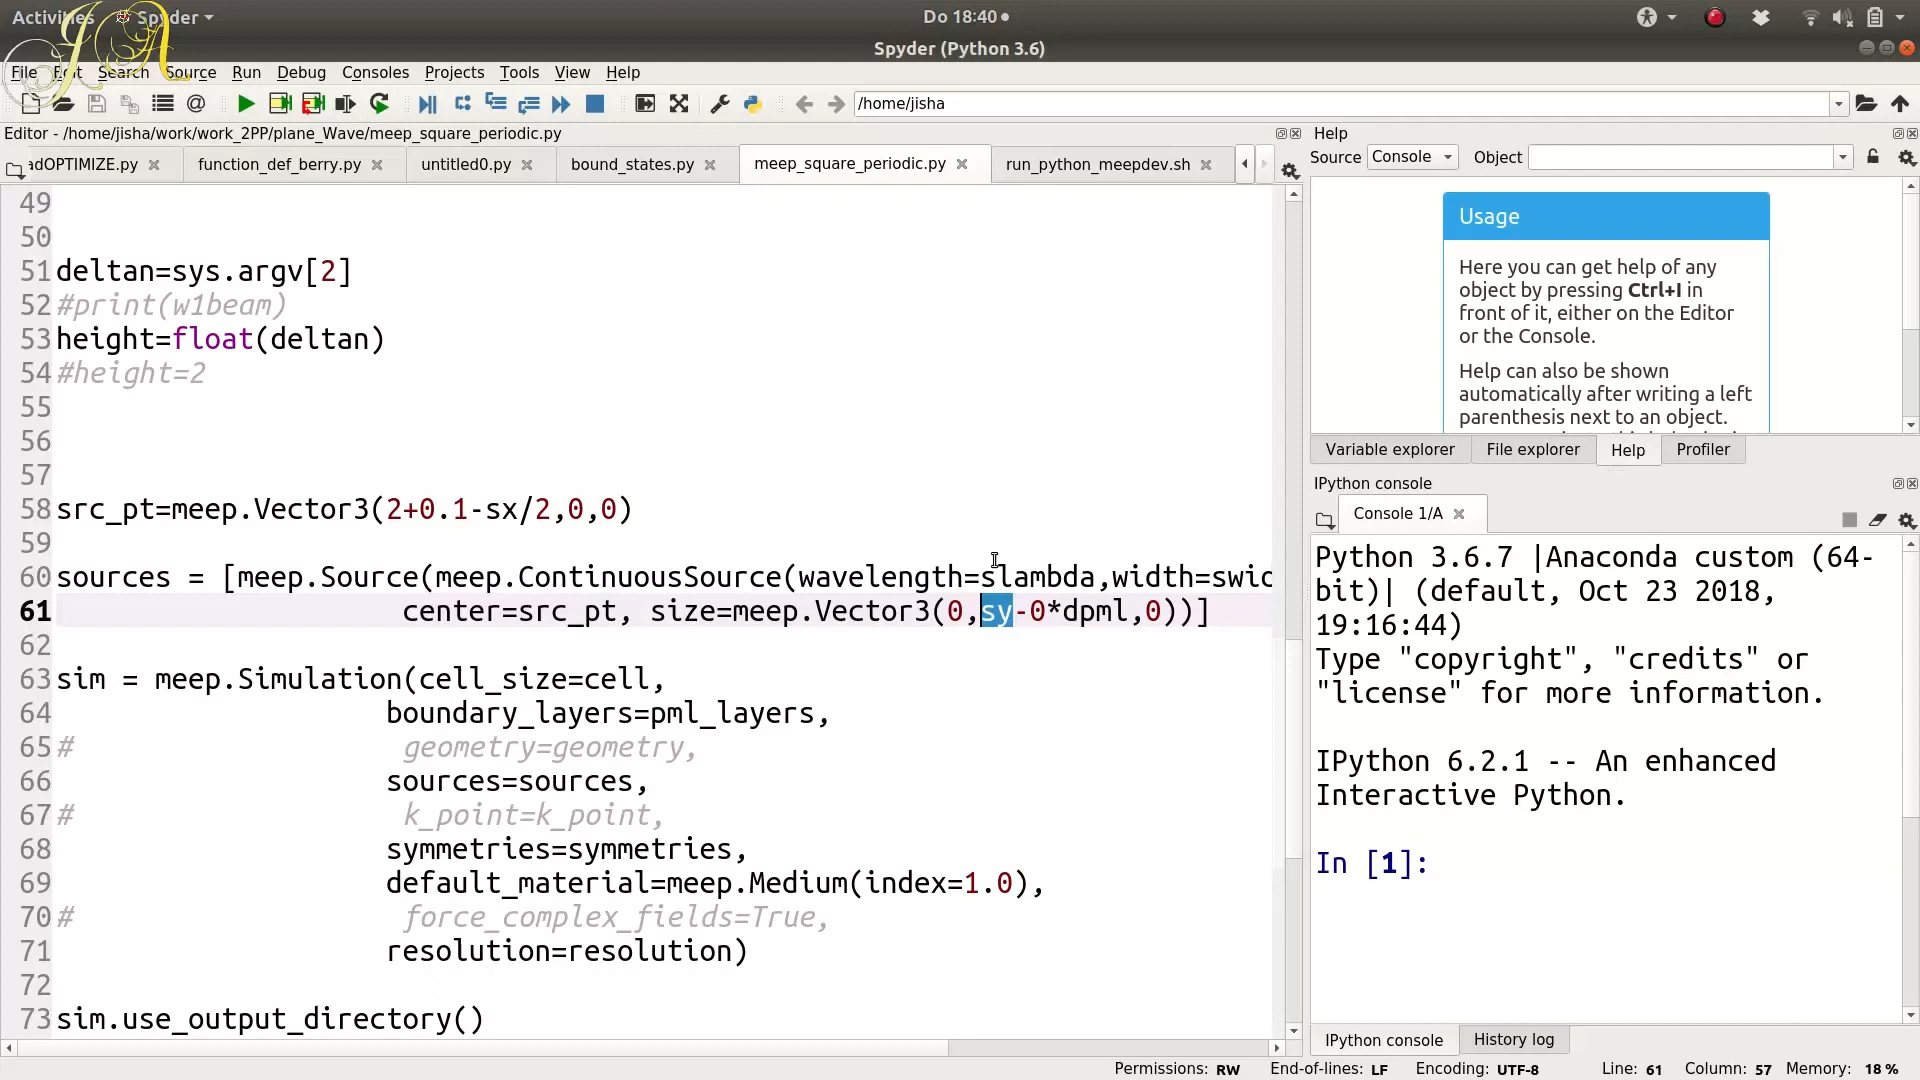 Activities
Spyder
Do 18:40
Spyder (Python 3.6)
File Edit Search Source Run Debug Consoles Projects Tools View Help
/home/jisha
Editor - /home/jisha/work/work_2PP/plane_Wave/meep_square_periodic.py
adOPTIMIZE.py
function_def_berry.py
untitled0.py
bound_states.py
meep_square_periodic.py
run_python_meepdev.sh
49
50
51 deltan=sys.argv[2]
52 #print(w1beam)
53 height=float(deltan)
54 #height=2
55
56
57
58 src_pt=meep.Vector3(2+0.1-sx/2,0,0)
59
60 sources = [meep.Source(meep.ContinuousSource(wavelength=slambda,width=swic
61 center=src_pt, size=meep.Vector3(0,sy-0*dpml,0))]
62
63 sim = meep.Simulation(cell_size=cell,
64 boundary_layers=pml_layers,
65 # geometry=geometry,
66 sources=sources,
67 # k_point=k_point,
68 symmetries=symmetries,
69 default_material=meep.Medium(index=1.0),
70 # force_complex_fields=True,
71 resolution=resolution)
72
73 sim.use_output_directory()
Help
Source Console Object
Usage
Here you can get help of any
object by pressing Ctrl+I in
front of it, either on the Editor
or the Console.
Help can also be shown
automatically after writing a left
parenthesis next to an object.
Variable explorer File explorer Help Profiler
IPython console
Console 1/A
Python 3.6.7 |Anaconda custom (64-
bit)| (default, Oct 23 2018,
19:16:44)
Type "copyright", "credits" or
"license" for more information.
IPython 6.2.1 -- An enhanced
Interactive Python.
In [1]:
IPython console History log
Permissions: RW End-of-lines: LF Encoding: UTF-8 Line: 61 Column: 57 Memory: 18 %